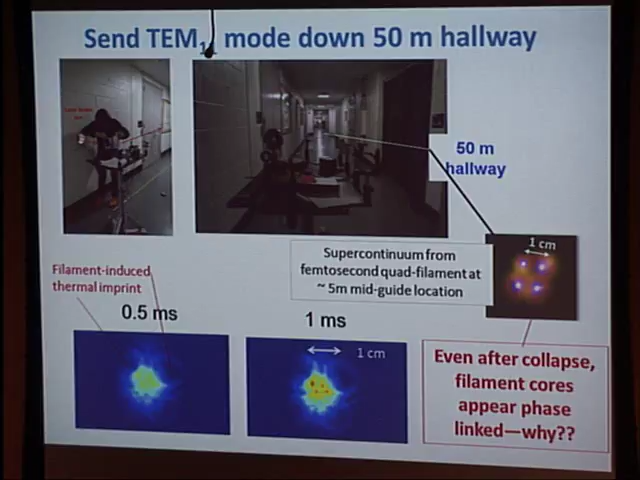 Send TEM₁₁ mode down 50 m hallway
50 m
hallway
1 cm
Supercontinuum from
femtosecond quad-filament at
~ 5m mid-guide location
Filament-induced
thermal imprint
0.5 ms
1 ms
1 cm
Even after collapse,
filament cores
appear phase
linked—why??